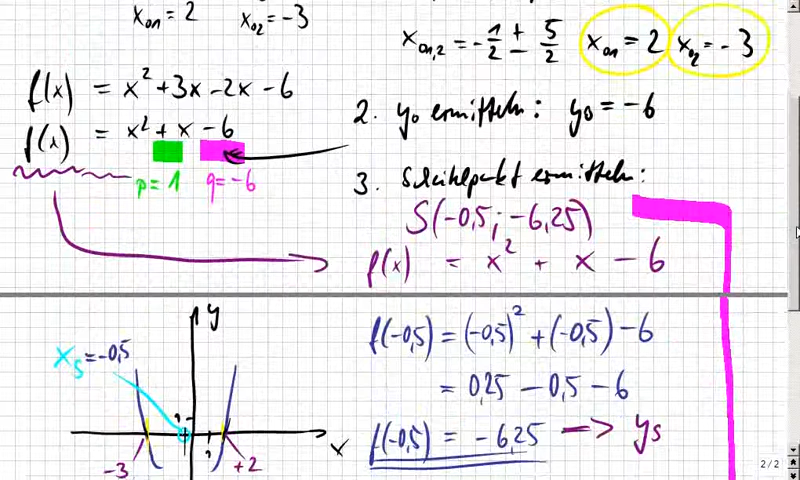 x₀₁ = 2   x₀₂ = -3
x₀₁,₂ = -1/2 ± 5/2   x₀₁ = 2   x₀₂ = -3
f(x) = x² + 3x - 2x - 6
f(x) = x² + x - 6
p = 1   q = -6
2. y₀ ermitteln: y₀ = -6
3. Scheitelpunkt ermitteln:
S(-0,5; -6,25)
f(x) = x² + x - 6
y
xₛ = -0,5
1
1
x
-3
+2
f(-0,5) = (-0,5)² + (-0,5) - 6
= 0,25 - 0,5 - 6
f(-0,5) = -6,25 → yₛ
2/2